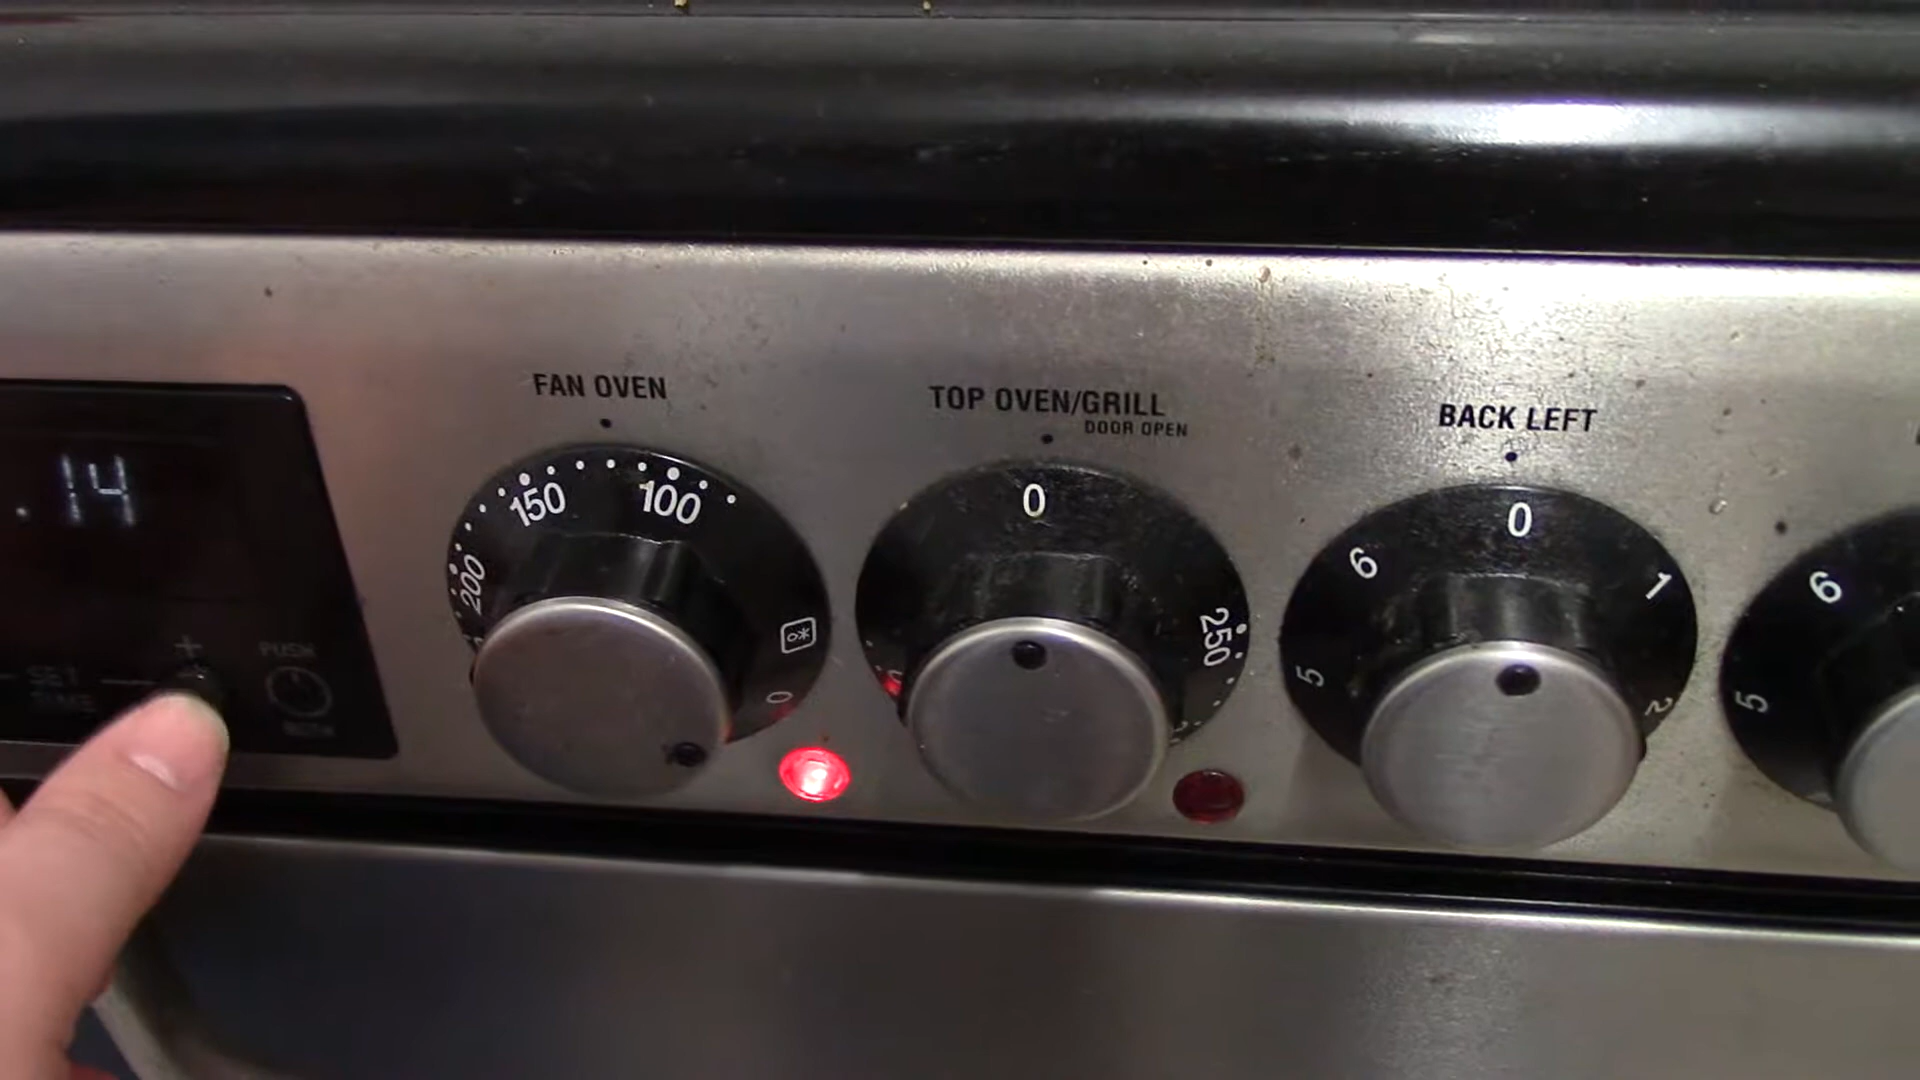 FAN OVEN
TOP OVEN/GRILL
DOOR OPEN
BACK LEFT
.14
150
100
200
0
0
250
0
6
1
5
2
6
5
+
PUSH
SET
TIME